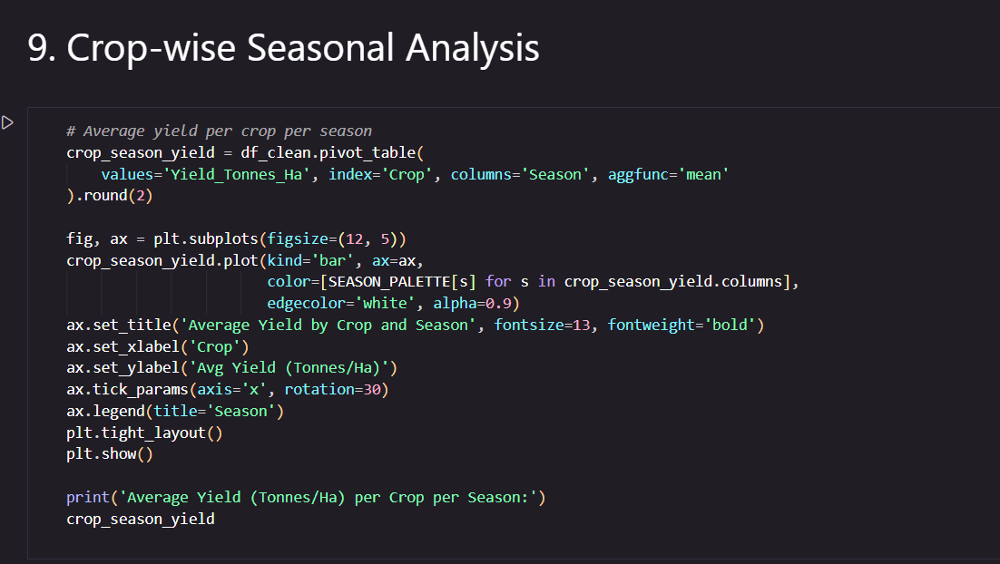 9. Crop-wise Seasonal Analysis
# Average yield per crop per season
crop_season_yield = df_clean.pivot_table(
    values='Yield_Tonnes_Ha', index='Crop', columns='Season', aggfunc='mean'
).round(2)
fig, ax = plt.subplots(figsize=(12, 5))
crop_season_yield.plot(kind='bar', ax=ax,
                       color=[SEASON_PALETTE[s] for s in crop_season_yield.columns],
                       edgecolor='white', alpha=0.9)
ax.set_title('Average Yield by Crop and Season', fontsize=13, fontweight='bold')
ax.set_xlabel('Crop')
ax.set_ylabel('Avg Yield (Tonnes/Ha)')
ax.tick_params(axis='x', rotation=30)
ax.legend(title='Season')
plt.tight_layout()
plt.show()
print('Average Yield (Tonnes/Ha) per Crop per Season:')
crop_season_yield